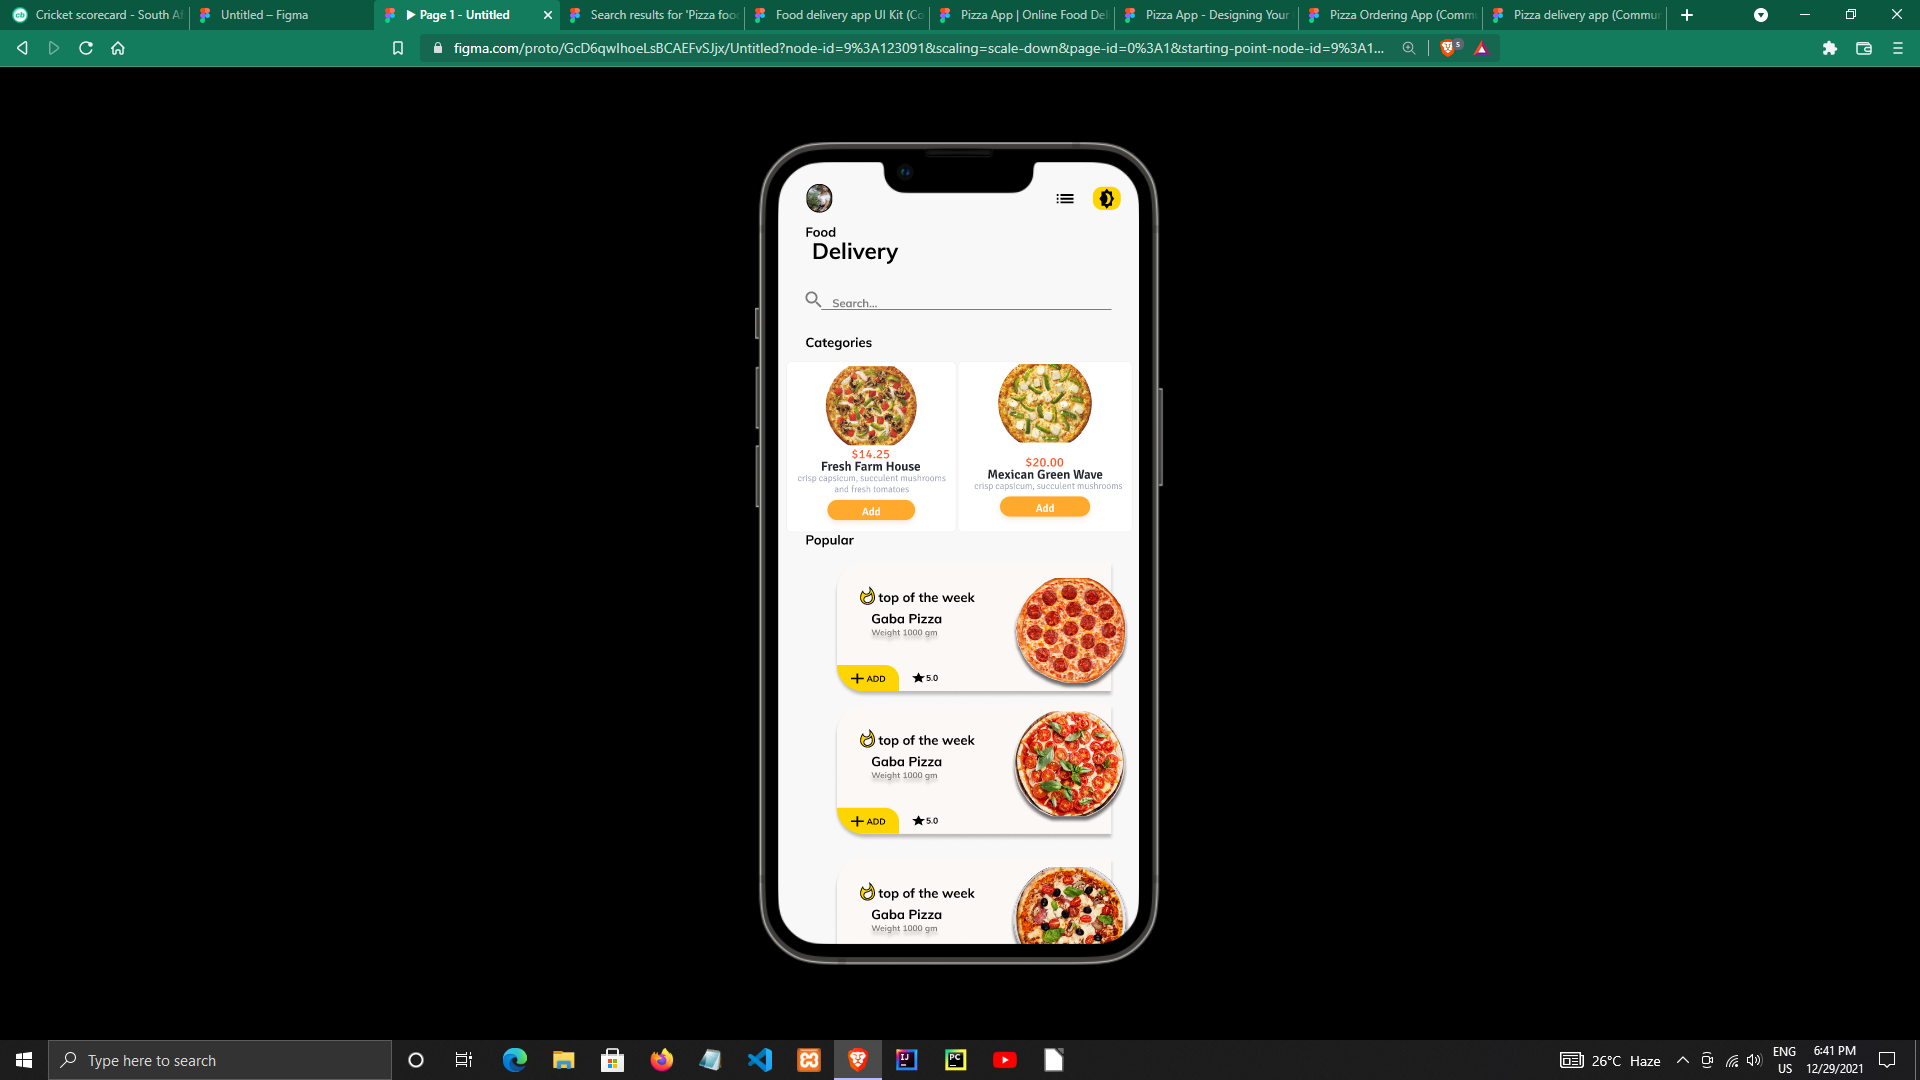 Cricket scorecard - South Af
Untitled – Figma
▶ Page 1 - Untitled
Search results for 'Pizza foo
Food delivery app UI Kit (Co
Pizza App | Online Food Del
Pizza App - Designing Your
Pizza Ordering App (Comm
Pizza delivery app (Commun
figma.com/proto/GcD6qwIhoeLsBCAEFvSJjx/Untitled?node-id=9%3A123091&scaling=scale-down&page-id=0%3A1&starting-point-node-id=9%3A1...
5
Food
Delivery
Search...
Categories
$14.25
Fresh Farm House
crisp capsicum, succulent mushrooms
and fresh tomatoes
Add
$20.00
Mexican Green Wave
crisp capsicum, succulent mushrooms
Add
Popular
top of the week
Gaba Pizza
Weight 1000 gm
ADD
5.0
top of the week
Gaba Pizza
Weight 1000 gm
ADD
5.0
top of the week
Gaba Pizza
Weight 1000 gm
Type here to search
26°C Haze
ENG
US
6:41 PM
12/29/2021